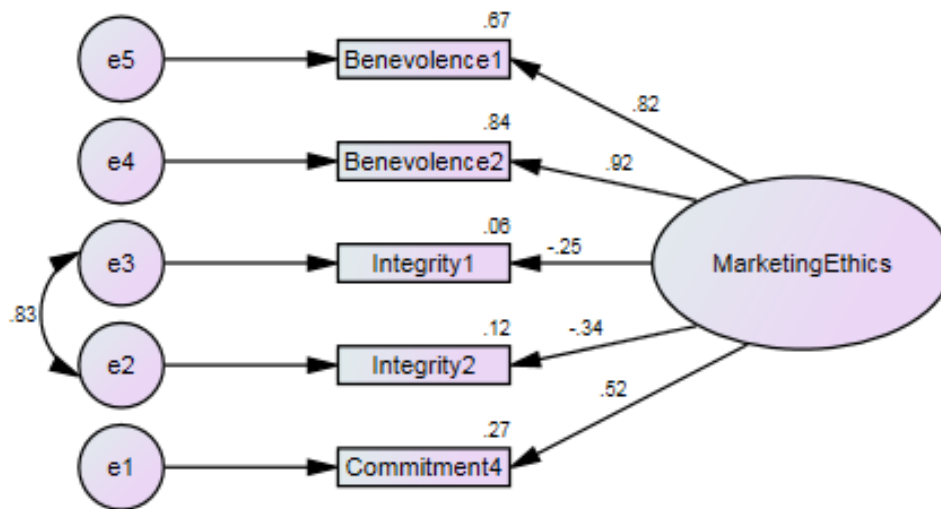 .67
e5 Benevolence1
.82
.84
e4 Benevolence2 .92
.06
e3 Integrity1 -.25 MarketingEthics
.83
.12 -.34
e2 Integrity2
.52
.27
e1 Commitment4